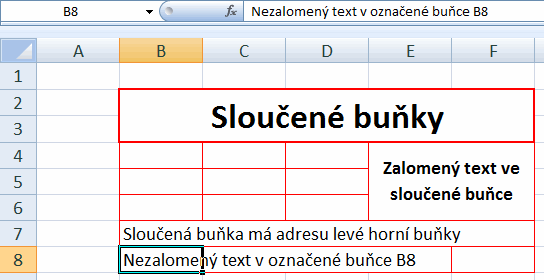 B8 fx Nezalomený text v označené buňce B8
A B C D E F
1
2
Sloučené buňky
3
4
Zalomený text ve
5
sloučené buňce
6
7 Sloučená buňka má adresu levé horní buňky
8 Nezalomený text v označené buňce B8